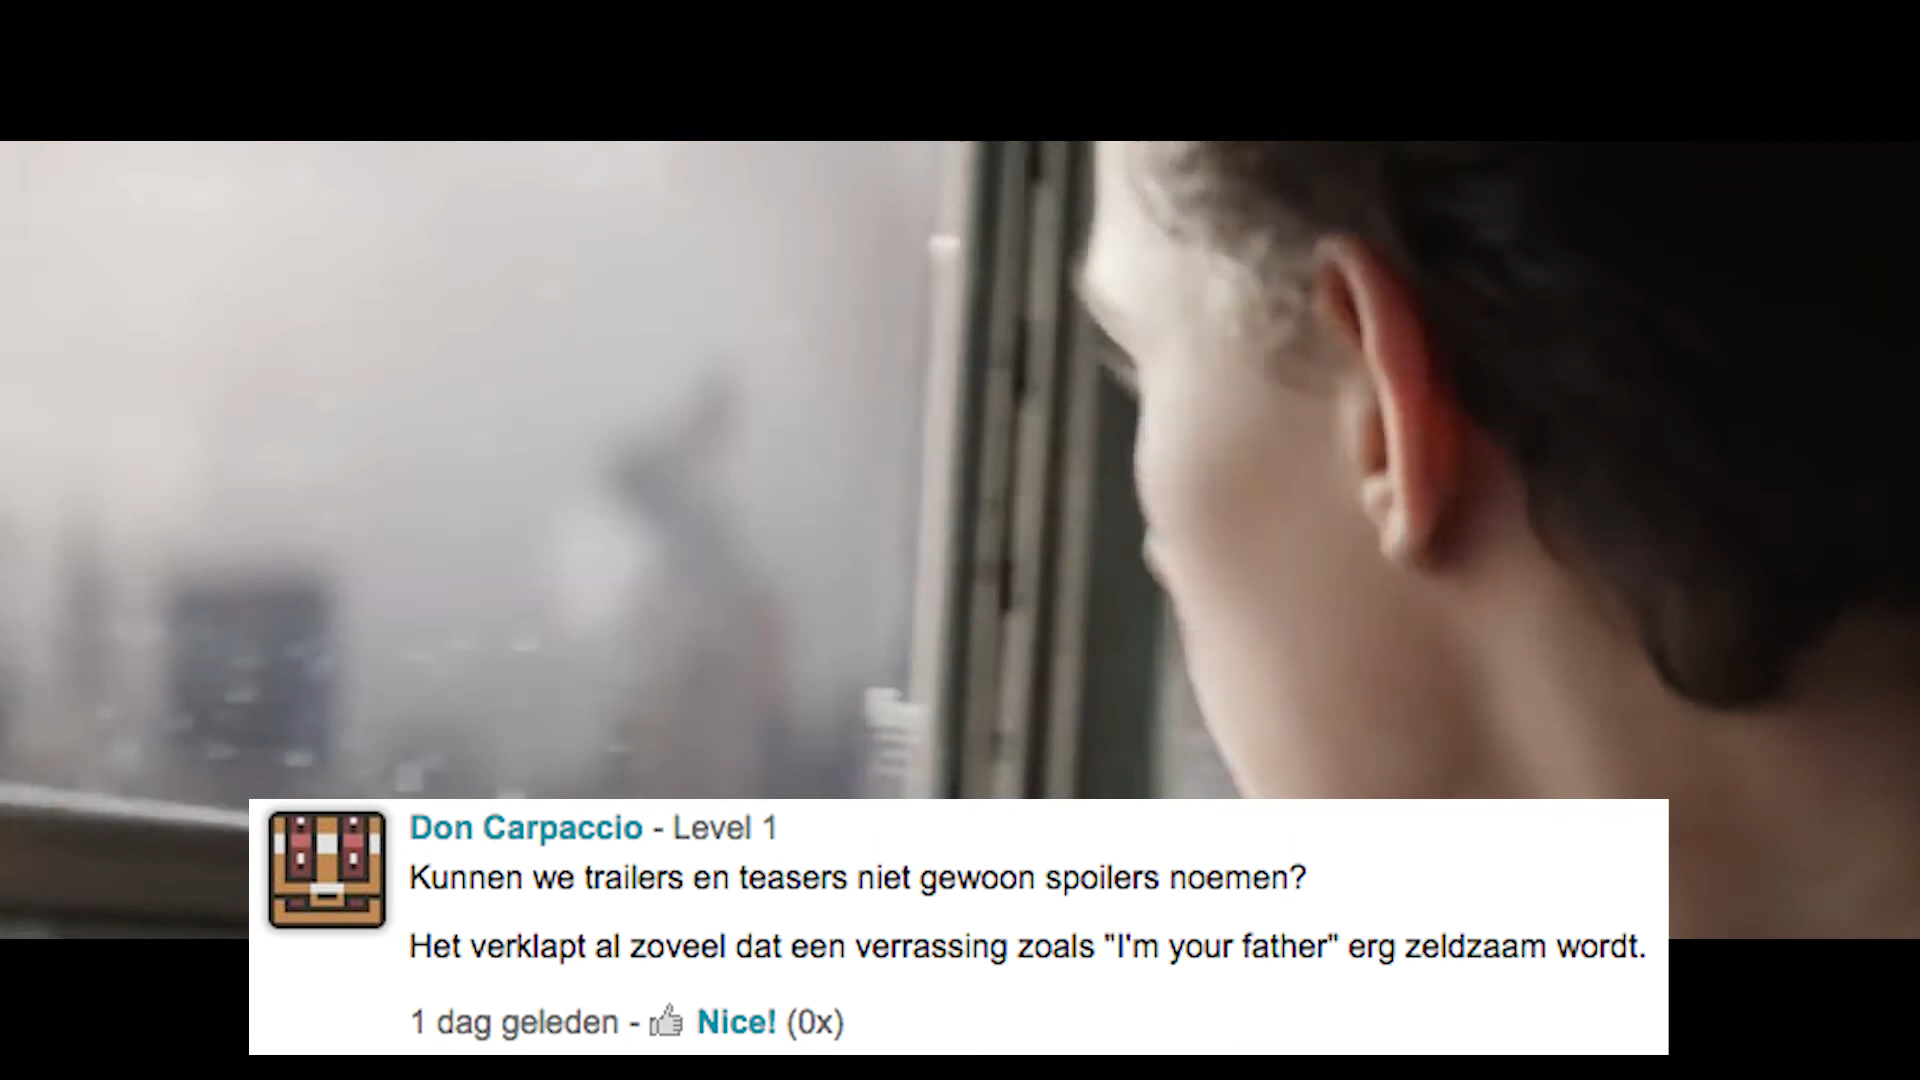 Don Carpaccio - Level 1
Kunnen we trailers en teasers niet gewoon spoilers noemen?
Het verklapt al zoveel dat een verrassing zoals "I'm your father" erg zeldzaam wordt.
1 dag geleden - Nice! (0x)